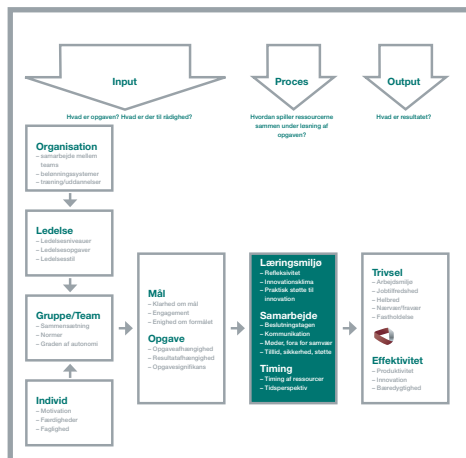 Input
Proces
Output
Hvad er opgaven? Hvad er der til rådighed?
Hvordan spiller ressourcerne
sammen under løsning af
opgaven?
Hvad er resultatet?
Organisation
– samarbejde mellem
teams
– belønningssystemer
– træning/uddannelser
Ledelse
– Ledelsesniveauer
– Ledelsesopgaver
– Ledelsesstil
Gruppe/Team
– Sammensætning
– Normer
– Graden af autonomi
Individ
– Motivation
– Færdigheder
– Faglighed
Mål
– Klarhed om mål
– Engagement
– Enighed om formålet
Opgave
– Opgaveafhængighed
– Resultatafhængighed
– Opgavesignifikans
Læringsmiljø
– Refleksivitet
– Innovationsklima
– Praktisk støtte til
innovation
Samarbejde
– Beslutningstagen
– Kommunikation
– Møder, fora for samvær
– Tillid, sikkerhed, støtte
Timing
– Timing af ressourcer
– Tidsperspektiv
Trivsel
– Arbejdsmiljø
– Jobtilfredshed
– Helbred
– Nærvær/fravær
– Fastholdelse
Effektivitet
– Produktivitet
– Innovation
– Bæredygtighed